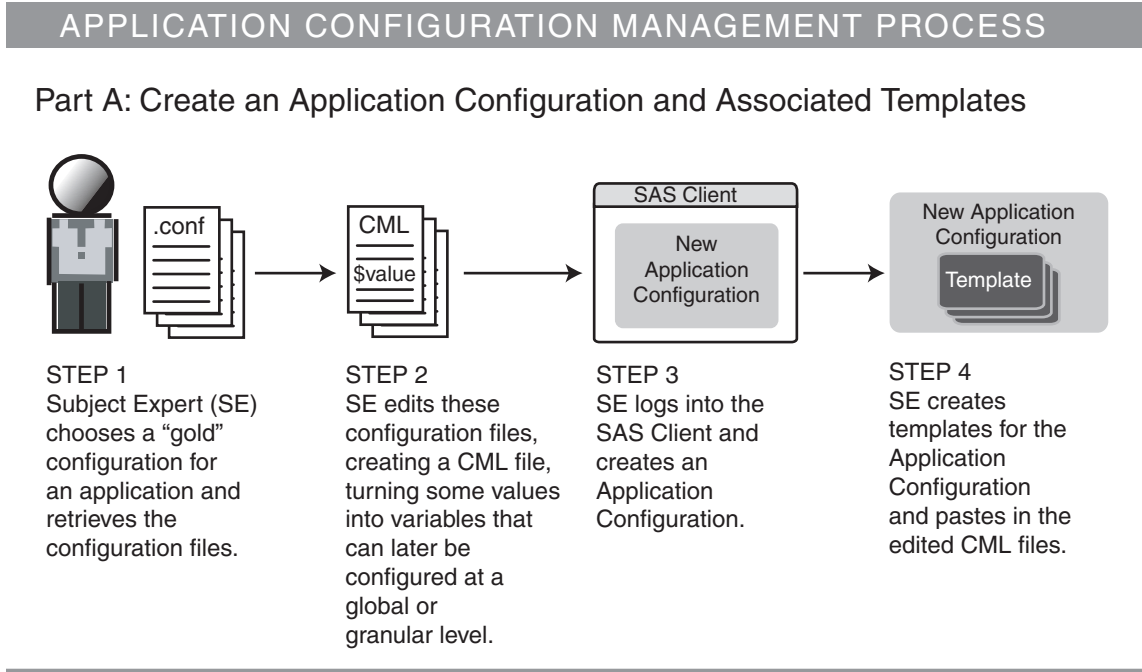 APPLICATION CONFIGURATION MANAGEMENT PROCESS
Part A: Create an Application Configuration and Associated Templates
.conf
CML
$value
SAS Client
New
Application
Configuration
New Application
Configuration
Template
STEP 1
Subject Expert (SE)
chooses a “gold”
configuration for
an application and
retrieves the
configuration files.
STEP 2
SE edits these
configuration files,
creating a CML file,
turning some values
into variables that
can later be
configured at a
global or
granular level.
STEP 3
SE logs into the
SAS Client and
creates an
Application
Configuration.
STEP 4
SE creates
templates for the
Application
Configuration
and pastes in the
edited CML files.